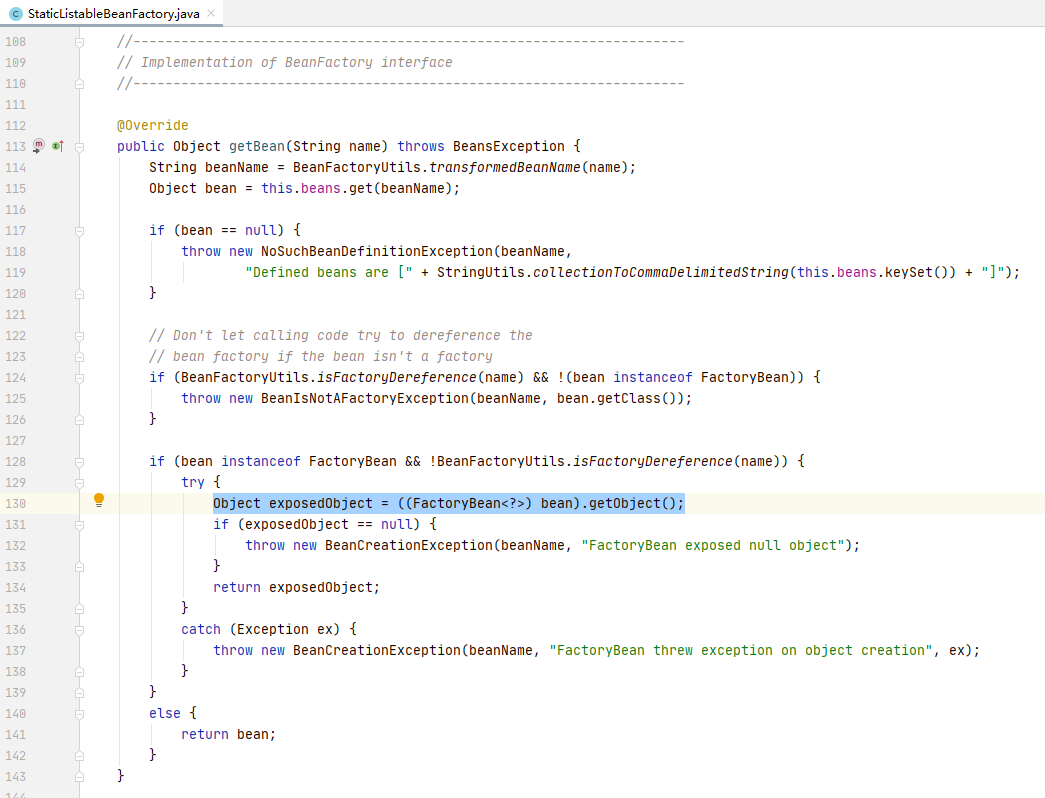 StaticListableBeanFactory.java
108 //---------------------------------------------------------------------
109 // Implementation of BeanFactory interface
110 //---------------------------------------------------------------------
111
112 @Override
113 public Object getBean(String name) throws BeansException {
114 String beanName = BeanFactoryUtils.transformedBeanName(name);
115 Object bean = this.beans.get(beanName);
116
117 if (bean == null) {
118 throw new NoSuchBeanDefinitionException(beanName,
119 "Defined beans are [" + StringUtils.collectionToCommaDelimitedString(this.beans.keySet()) + "]");
120 }
121
122 // Don't let calling code try to dereference the
123 // bean factory if the bean isn't a factory
124 if (BeanFactoryUtils.isFactoryDereference(name) && !(bean instanceof FactoryBean)) {
125 throw new BeanIsNotAFactoryException(beanName, bean.getClass());
126 }
127
128 if (bean instanceof FactoryBean && !BeanFactoryUtils.isFactoryDereference(name)) {
129 try {
130 Object exposedObject = ((FactoryBean<?>) bean).getObject();
131 if (exposedObject == null) {
132 throw new BeanCreationException(beanName, "FactoryBean exposed null object");
133 }
134 return exposedObject;
135 }
136 catch (Exception ex) {
137 throw new BeanCreationException(beanName, "FactoryBean threw exception on object creation", ex);
138 }
139 }
140 else {
141 return bean;
142 }
143 }